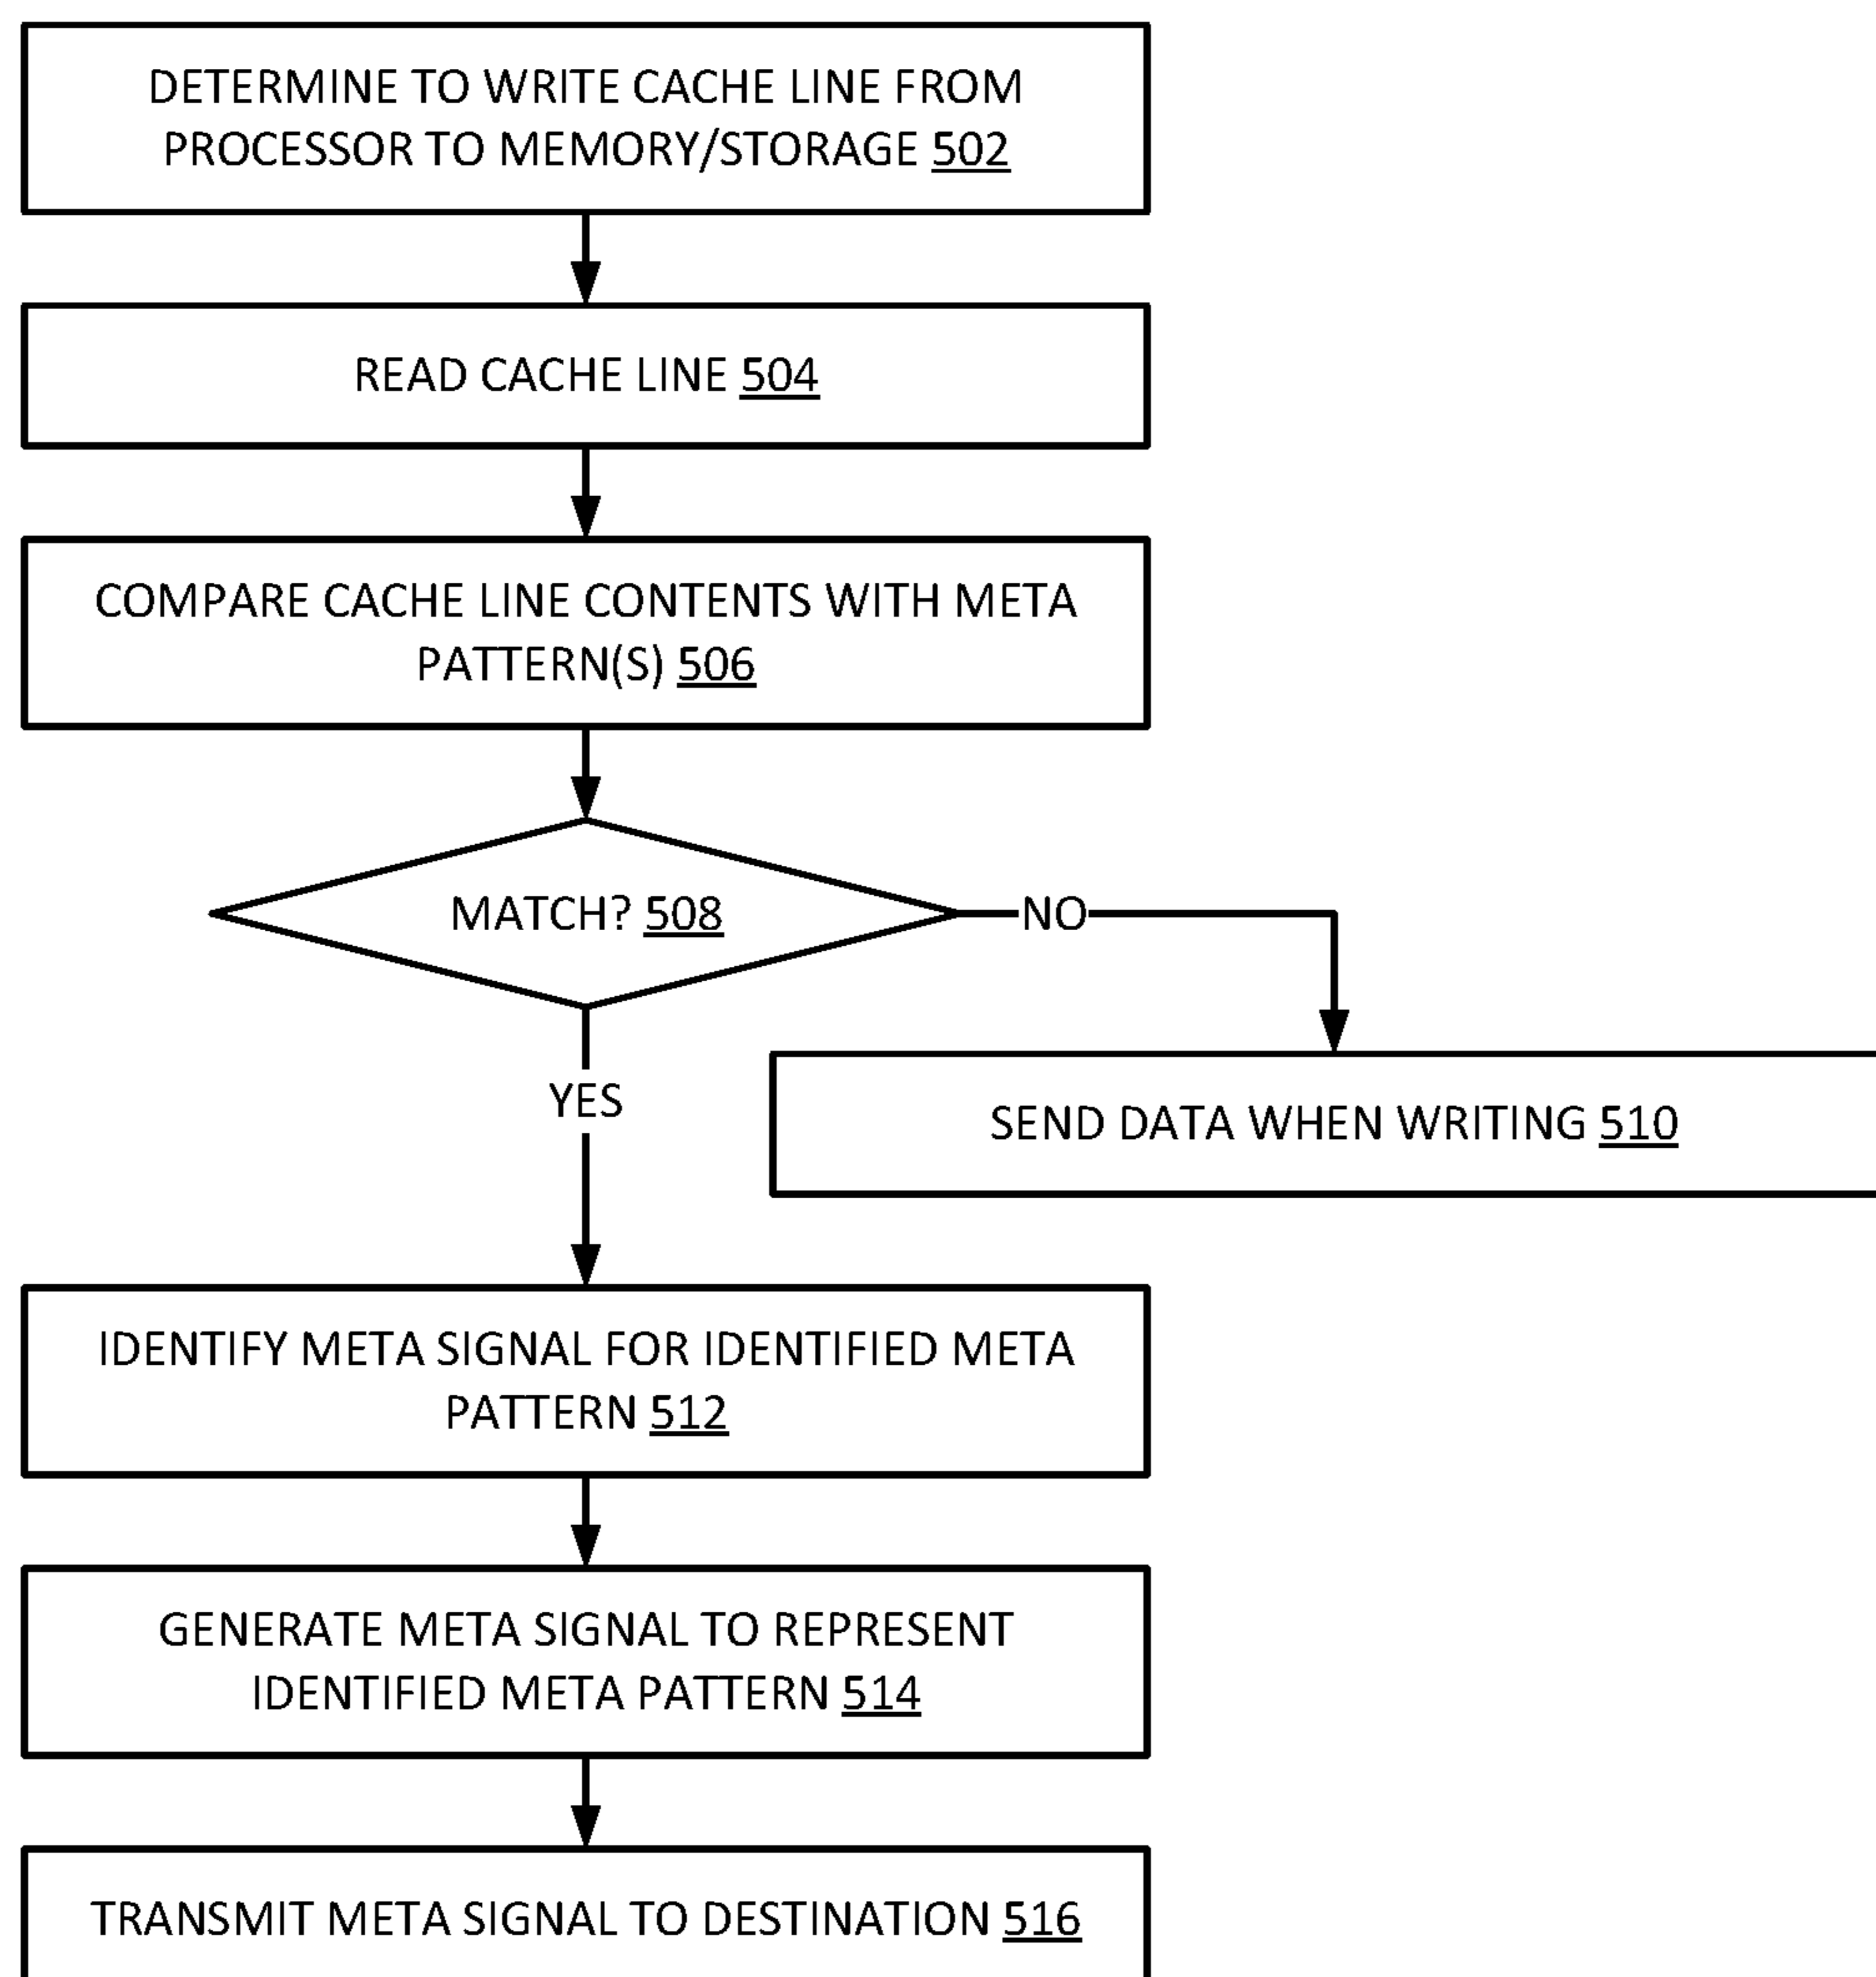 DETERMINE TO WRITE CACHE LINE FROM
PROCESSOR TO MEMORY/STORAGE 502
READ CACHE LINE 504
COMPARE CACHE LINE CONTENTS WITH META
PATTERN(S) 506
MATCH? 508
NO
YES
SEND DATA WHEN WRITING 510
IDENTIFY META SIGNAL FOR IDENTIFIED META
PATTERN 512
GENERATE META SIGNAL TO REPRESENT
IDENTIFIED META PATTERN 514
TRANSMIT META SIGNAL TO DESTINATION 516